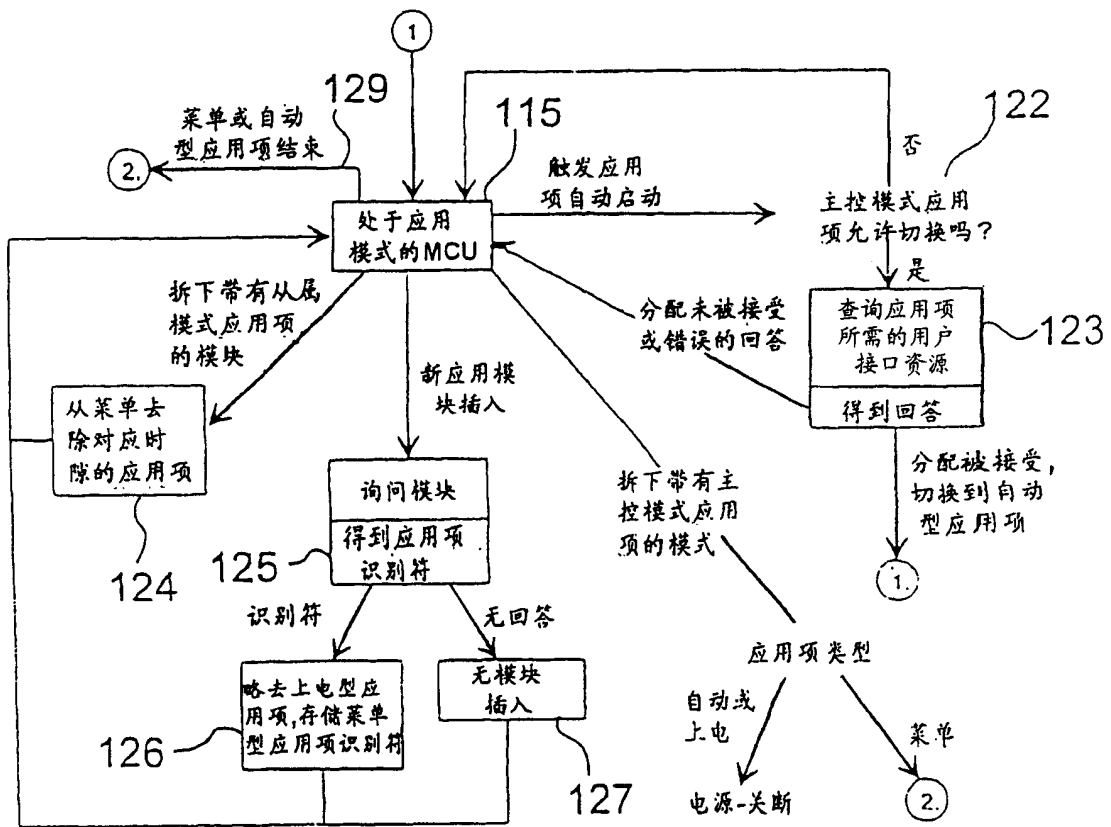 1
129
菜单或自动
型应用项结束
2.
115
122
否
触发应用
项自动启动
主控模式应用
项允许切换吗?
处于应用
模式的MCU
是
拆下带有从属
模式应用项
的模块
分配未被接受
或错误的回答
查询应用项
所需的用户
接口资源
得到回答
123
新应用模
块插入
从菜单去
除对应时
隙的应用项
124
询问模块
得到应用项
识别符
125
拆下带有主
控模式应用
项的模式
分配被接受,
切换到自动
型应用项
1.
识别符
无回答
略去上电型应
用项,存储菜单
型应用项识别符
126
无模块
插入
127
应用项类型
自动或
上电
菜单
电源-关断
2.